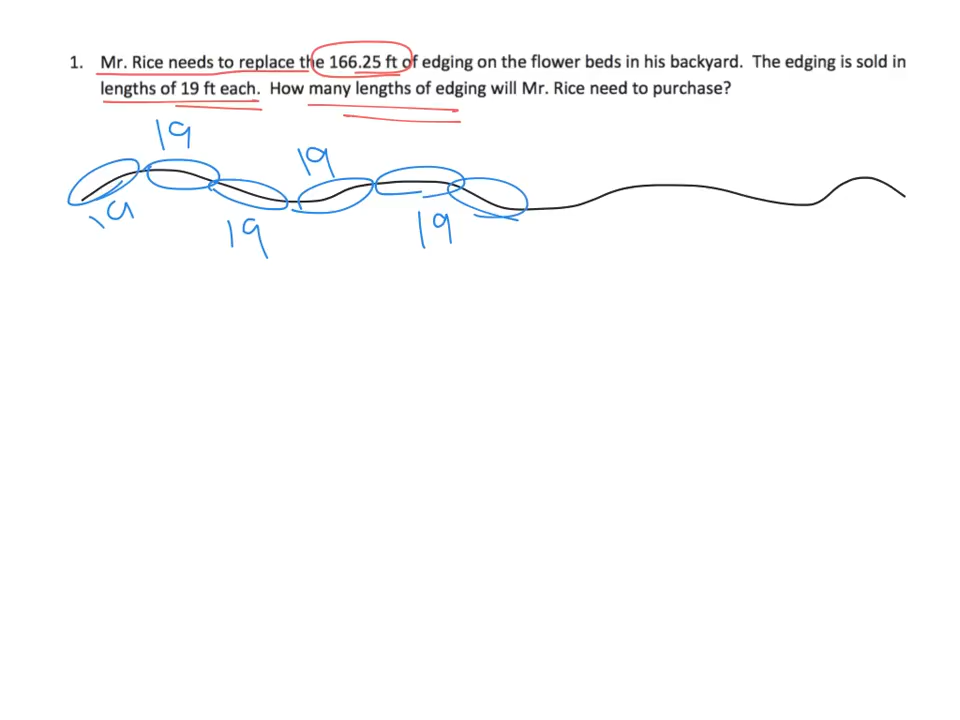 1. Mr. Rice needs to replace the 166.25 ft of edging on the flower beds in his backyard. The edging is sold in
lengths of 19 ft each. How many lengths of edging will Mr. Rice need to purchase?
19
19
19
19
19